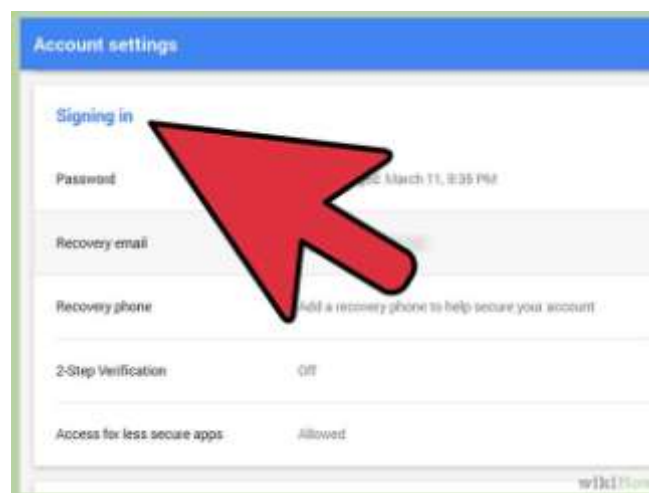 Account settings
Signing in
Password March 11, 9:35 PM
Recovery email
Recovery phone Add a recovery phone to help secure your account
2-Step Verification Off
Access for less secure apps Allowed
wikiHow